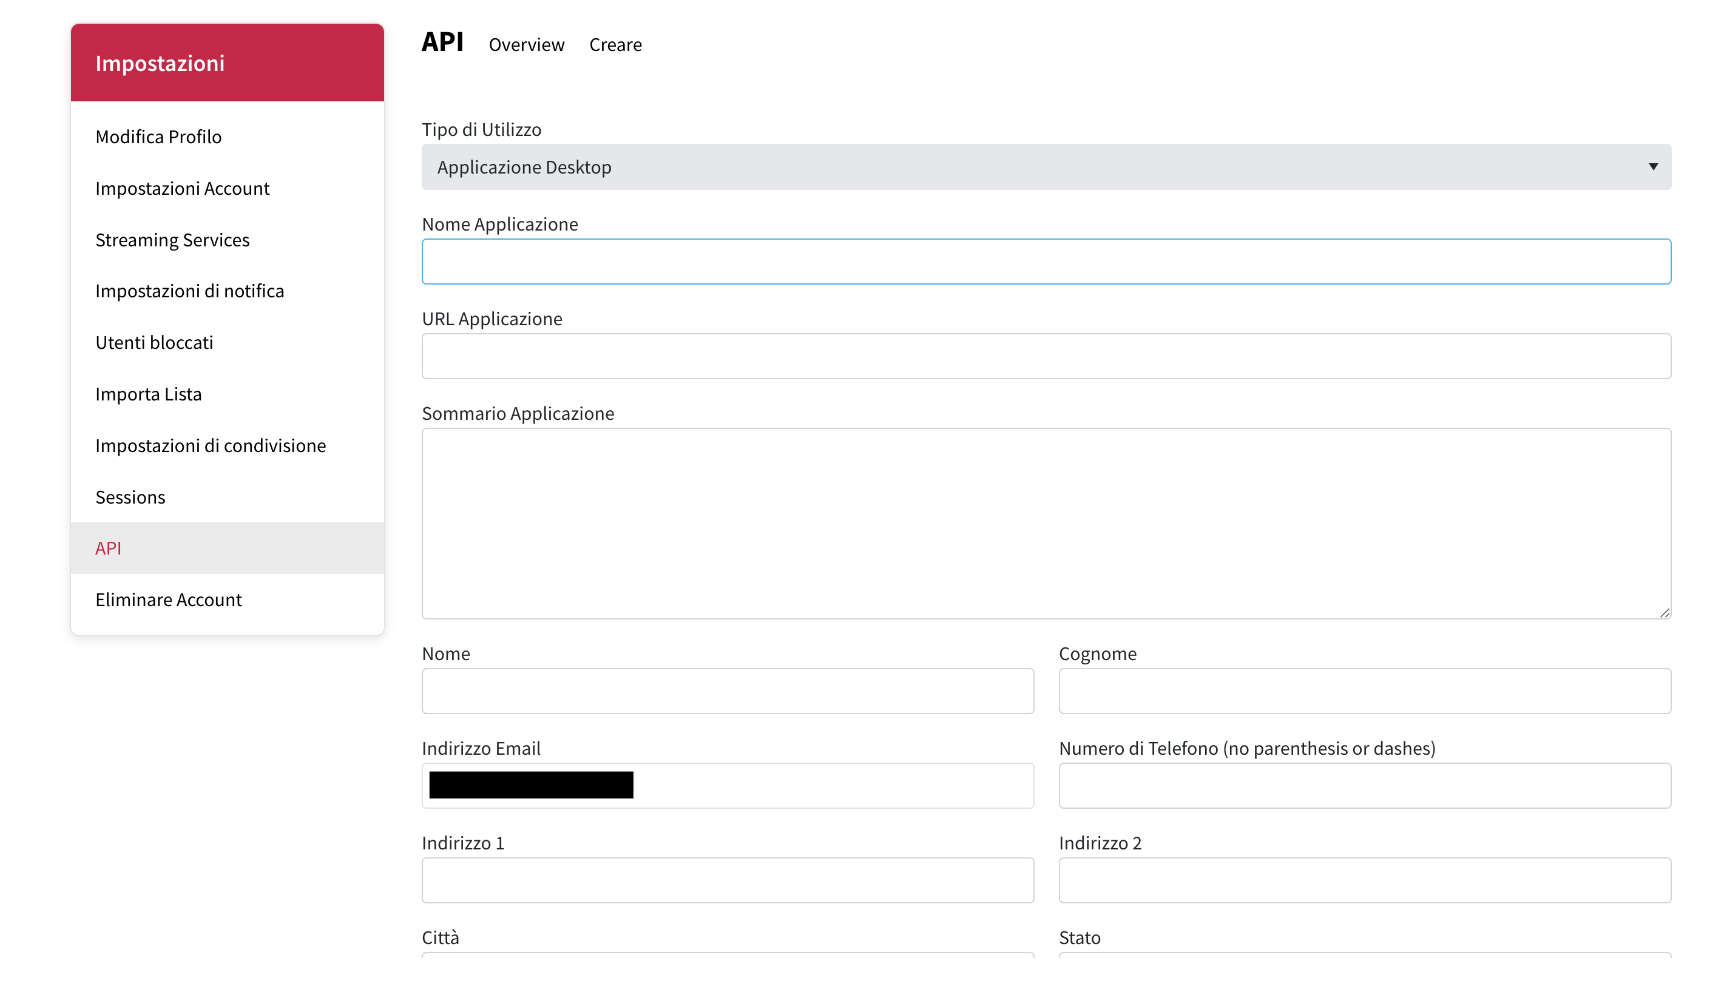 Impostazioni
Modifica Profilo
Impostazioni Account
Streaming Services
Impostazioni di notifica
Utenti bloccati
Importa Lista
Impostazioni di condivisione
Sessions
API
Eliminare Account
API Overview Creare
Tipo di Utilizzo
Applicazione Desktop
Nome Applicazione
URL Applicazione
Sommario Applicazione
Nome Cognome
Indirizzo Email Numero di Telefono (no parenthesis or dashes)
Indirizzo 1 Indirizzo 2
Città Stato